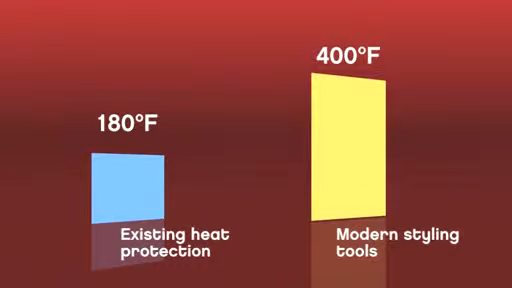 400°F
180°F
Existing heat
protection
Modern styling
tools